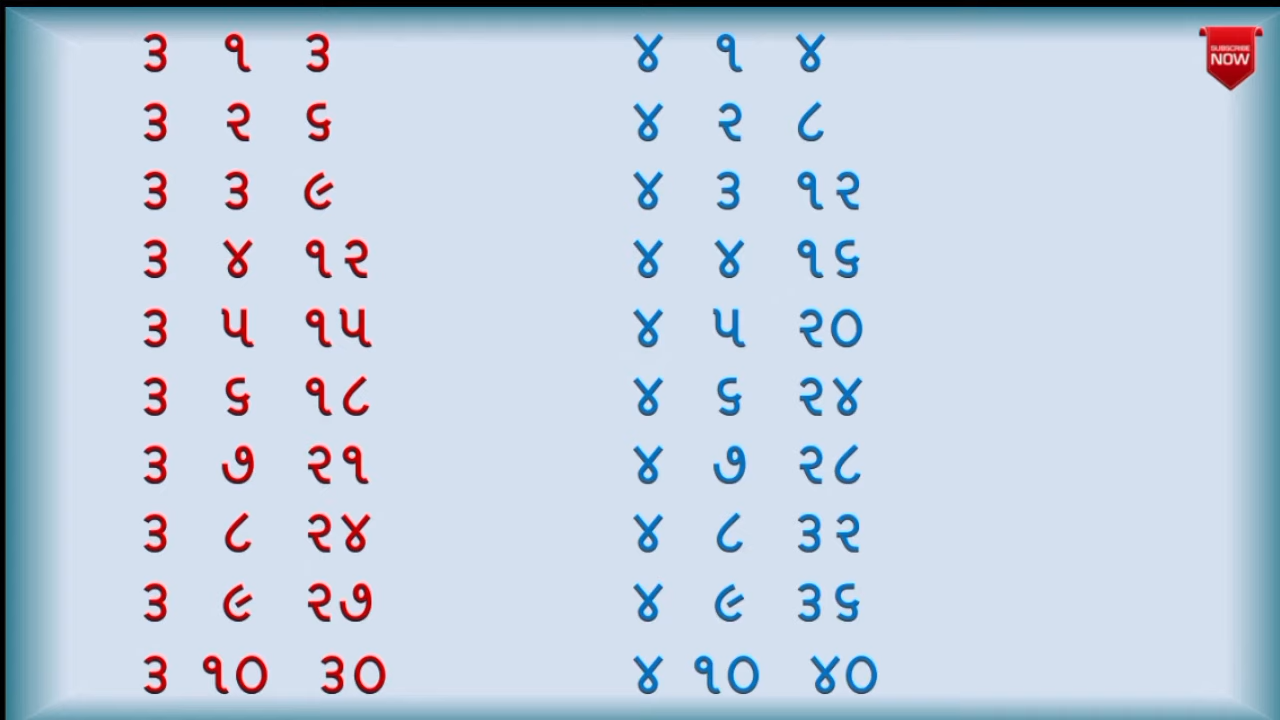 ૩ ૧ ૩ ૪ ૧ ૪
૩ ૨ ૬ ૪ ૨ ૮
૩ ૩ ૯ ૪ ૩ ૧૨
૩ ૪ ૧૨ ૪ ૪ ૧૬
૩ ૫ ૧૫ ૪ ૫ ૨૦
૩ ૬ ૧૮ ૪ ૬ ૨૪
૩ ૭ ૨૧ ૪ ૭ ૨૮
૩ ૮ ૨૪ ૪ ૮ ૩૨
૩ ૯ ૨૭ ૪ ૯ ૩૬
૩ ૧૦ ૩૦ ૪ ૧૦ ૪૦
SUBSCRIBE
NOW